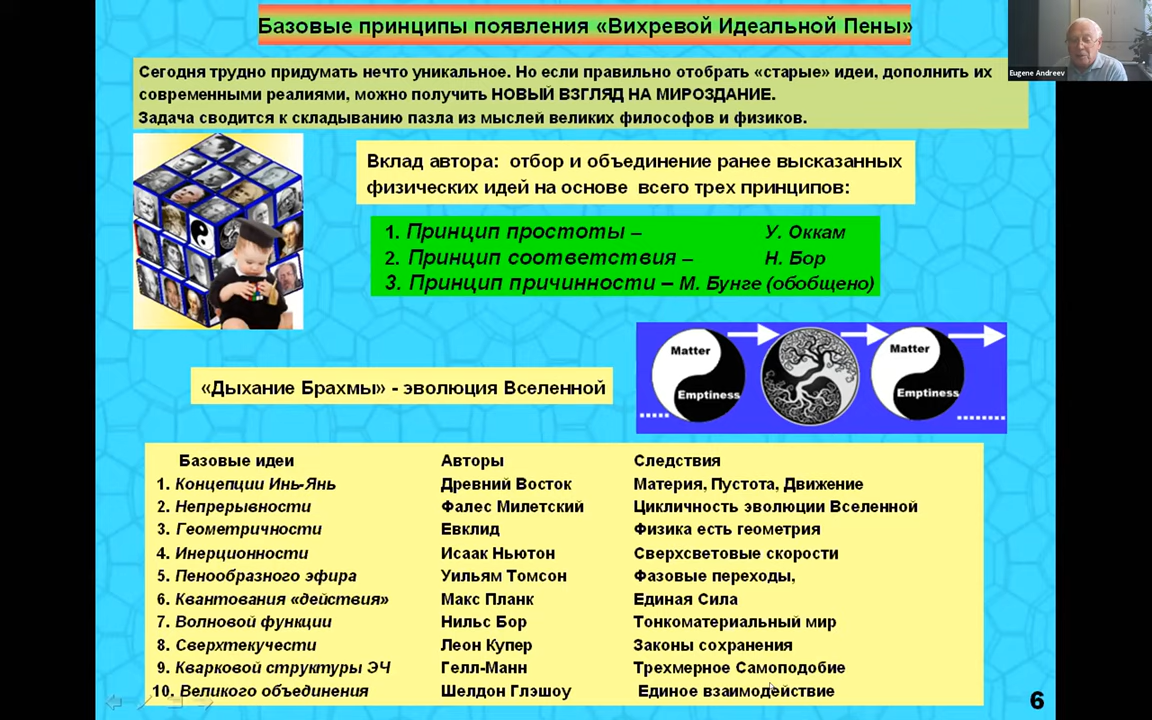 Базовые принципы появления «Вихревой Идеальной Пены»
Eugene Andreev
Сегодня трудно придумать нечто уникальное. Но если правильно отобрать «старые» идеи, дополнить их
современными реалиями, можно получить НОВЫЙ ВЗГЛЯД НА МИРОЗДАНИЕ.
Задача сводится к складыванию пазла из мыслей великих философов и физиков.
Вклад автора: отбор и объединение ранее высказанных
физических идей на основе всего трех принципов:
1. Принцип простоты – У. Оккам
2. Принцип соответствия – Н. Бор
3. Принцип причинности – М. Бунге (обобщено)
Matter
Emptiness
Matter
Emptiness
«Дыхание Брахмы» - эволюция Вселенной
Базовые идеи Авторы Следствия
1. Концепции Инь-Янь Древний Восток Материя, Пустота, Движение
2. Непрерывности Фалес Милетский Цикличность эволюции Вселенной
3. Геометричности Евклид Физика есть геометрия
4. Инерционности Исаак Ньютон Сверхсветовые скорости
5. Пенообразного эфира Уильям Томсон Фазовые переходы,
6. Квантования «действия» Макс Планк Единая Сила
7. Волновой функции Нильс Бор Тонкоматериальный мир
8. Сверхтекучести Леон Купер Законы сохранения
9. Кварковой структуры ЭЧ Гелл-Манн Трехмерное Самоподобие
10. Великого объединения Шелдон Глэшоу Единое взаимодействие
6